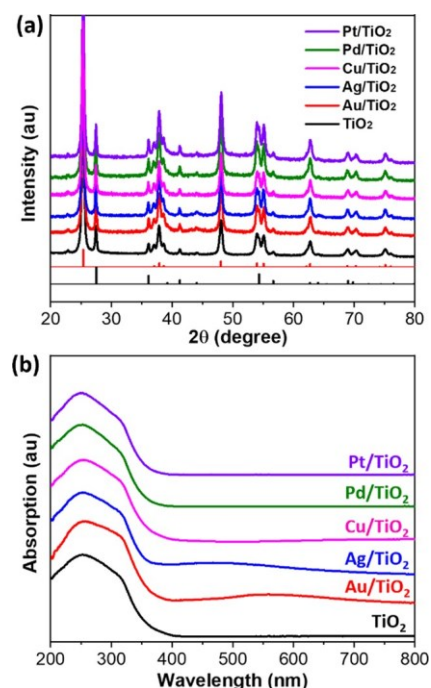 (a)
Pt/TiO₂
Pd/TiO₂
Cu/TiO₂
Ag/TiO₂
Au/TiO₂
TiO₂
Intensity (au)
20 30 40 50 60 70 80
2θ (degree)
(b)
Pt/TiO₂
Pd/TiO₂
Cu/TiO₂
Ag/TiO₂
Au/TiO₂
TiO₂
Absorption (au)
200 300 400 500 600 700 800
Wavelength (nm)